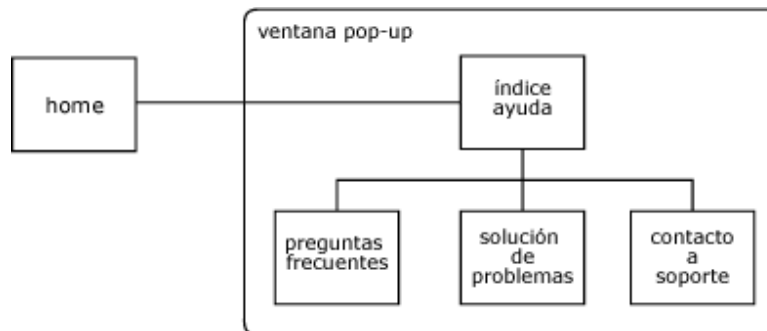 ventana pop-up
home
índice
ayuda
preguntas
frecuentes
solución
de
problemas
contacto
a
soporte